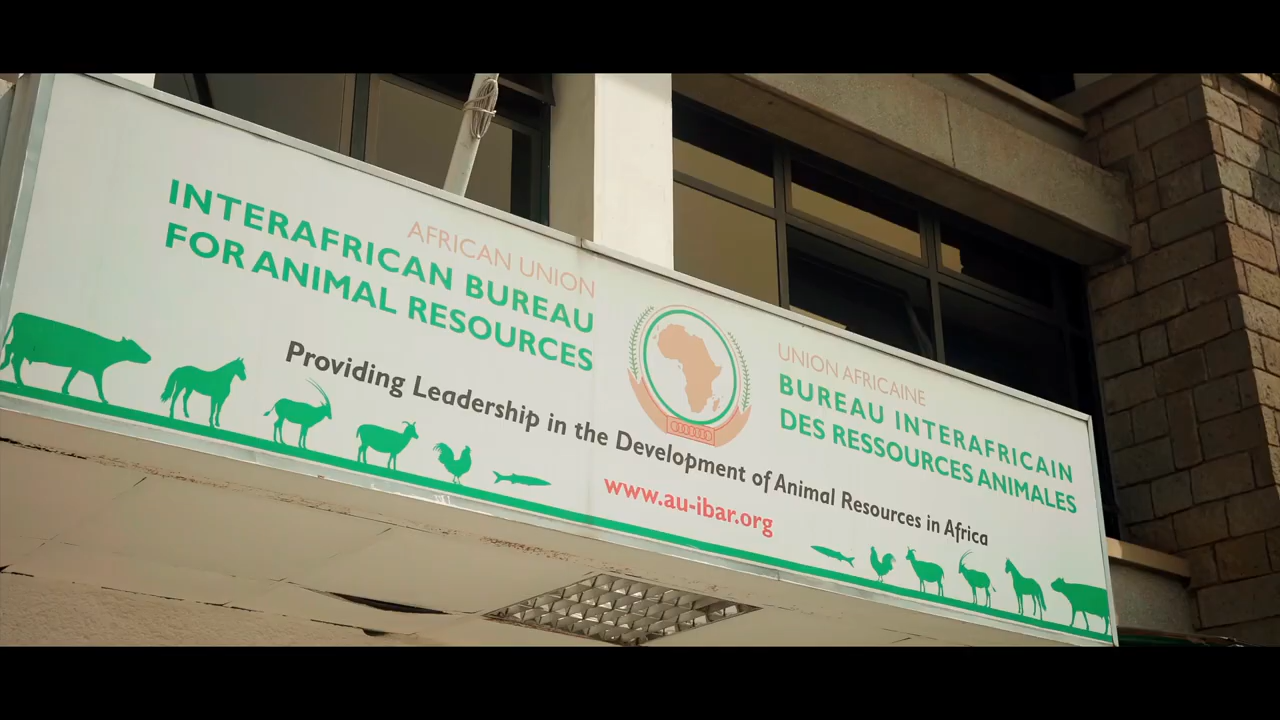 AFRICAN UNION
INTERAFRICAN BUREAU
FOR ANIMAL RESOURCES
UNION AFRICAINE
BUREAU INTERAFRICAIN
DES RESSOURCES ANIMALES
Providing Leadership in the Development of Animal Resources in Africa
www.au-ibar.org